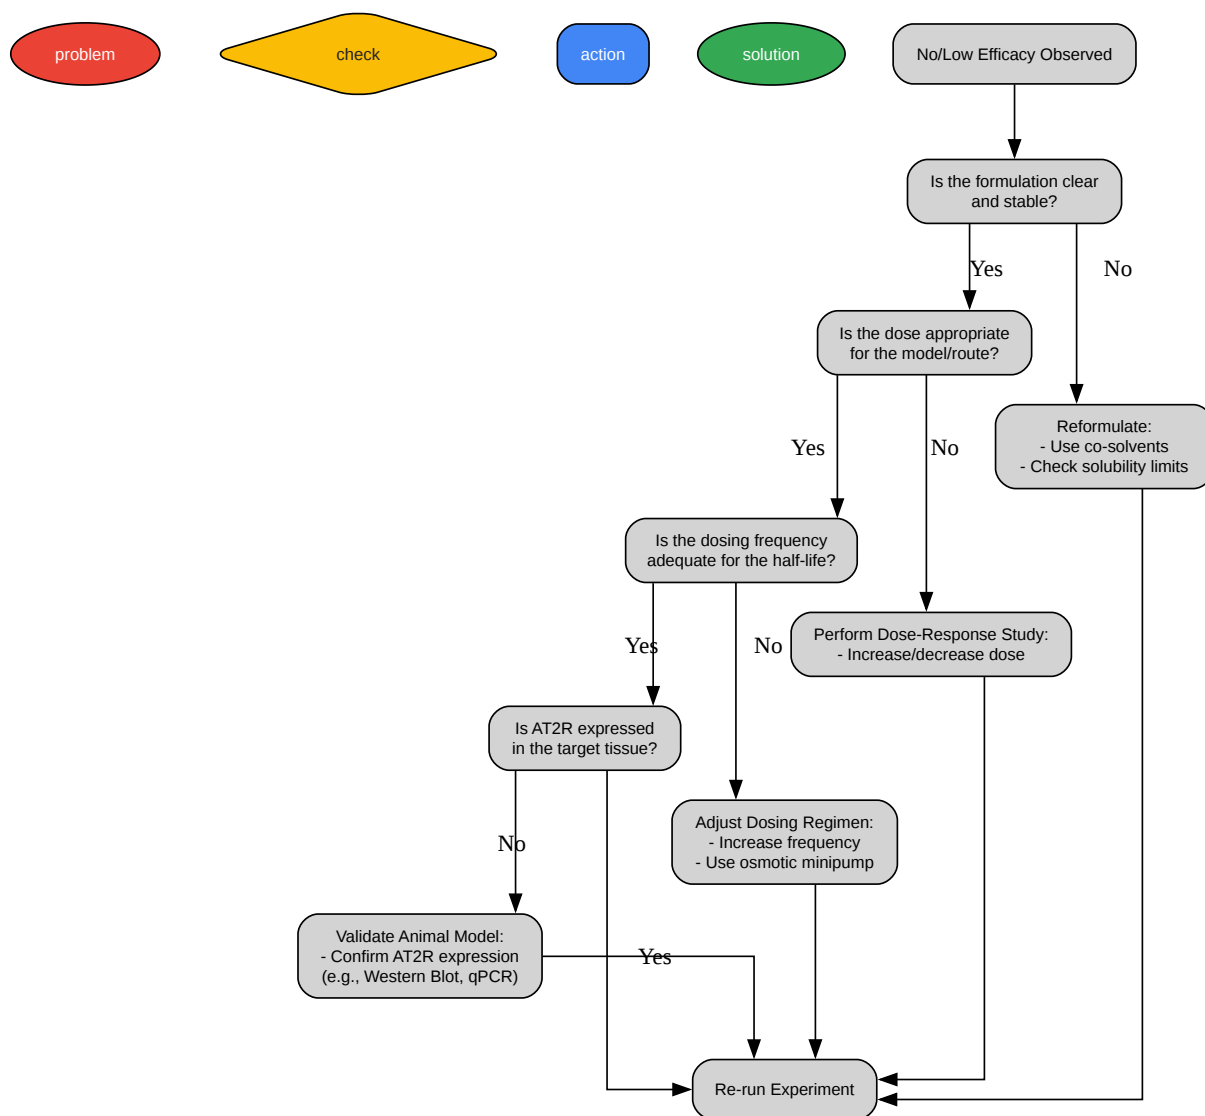 problem
check
action
solution
No/Low Efficacy Observed
Is the formulation clear
and stable?
Yes
No
Is the dose appropriate
for the model/route?
Yes
No
Reformulate:
- Use co-solvents
- Check solubility limits
Is the dosing frequency
adequate for the half-life?
Yes
No
Perform Dose-Response Study:
- Increase/decrease dose
Is AT2R expressed
in the target tissue?
No
Adjust Dosing Regimen:
- Increase frequency
- Use osmotic minipump
Validate Animal Model:
- Confirm AT2R expression
(e.g., Western Blot, qPCR)
Yes
Re-run Experiment